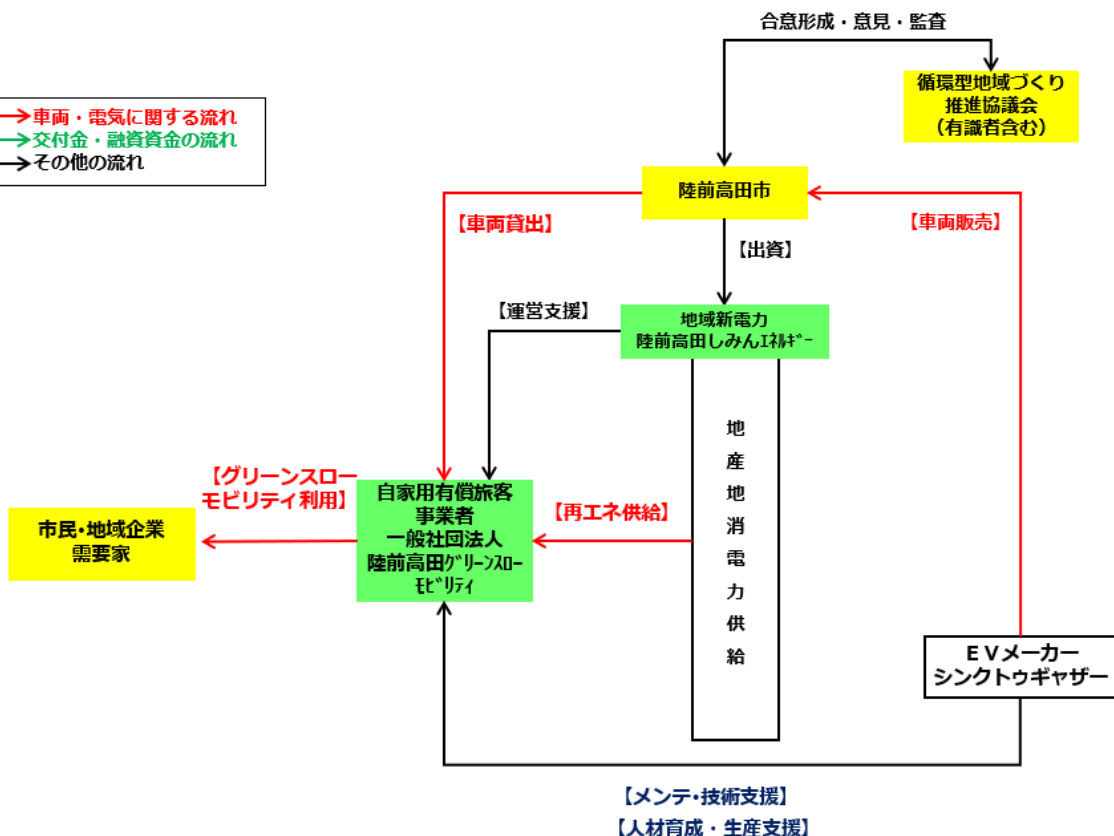 合意形成・意見・監査
循環型地域づくり
推進協議会
(有識者含む)
車両・電気に関する流れ
交付金・融資資金の流れ
その他の流れ
陸前高田市
【車両貸出】
【車両販売】
【出資】
【運営支援】
地域新電力
陸前高田しみんｴﾈﾙｷﾞｰ
地産地消電力供給
【グリーンスロー
モビリティ利用】
自家用有償旅客
事業者
一般社団法人
陸前高田ｸﾞﾘｰﾝｽﾛｰ
ﾓﾋﾞﾘﾃｨ
【再エネ供給】
市民・地域企業
需要家
ＥＶメーカー
シンクトゥギャザー
【メンテ・技術支援】
【人材育成・生産支援】